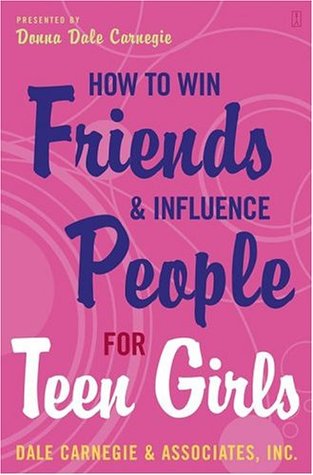 PRESENTED BY
Donna Dale Carnegie
HOW TO WIN
Friends
& INFLUENCE
People
FOR
Teen Girls
DALE CARNEGIE & ASSOCIATES, INC.